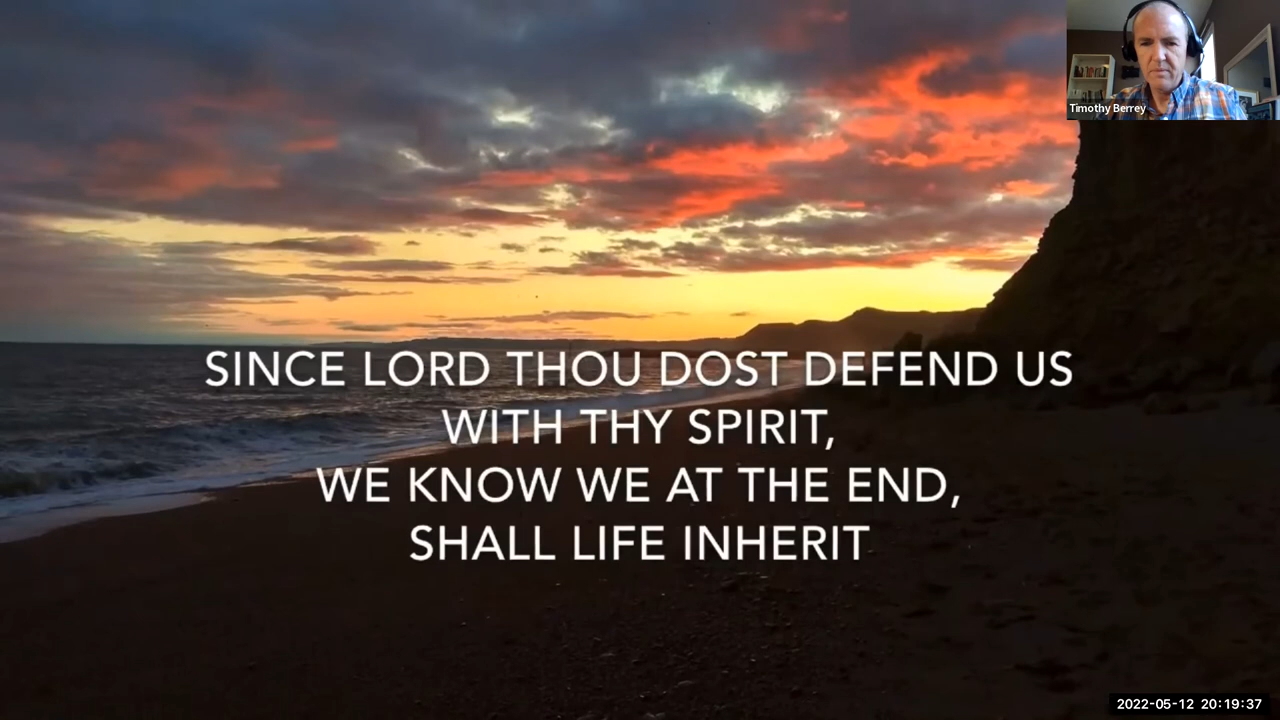 Timothy Berrey
SINCE LORD THOU DOST DEFEND US
WITH THY SPIRIT,
WE KNOW WE AT THE END,
SHALL LIFE INHERIT
2022-05-12 20:19:37